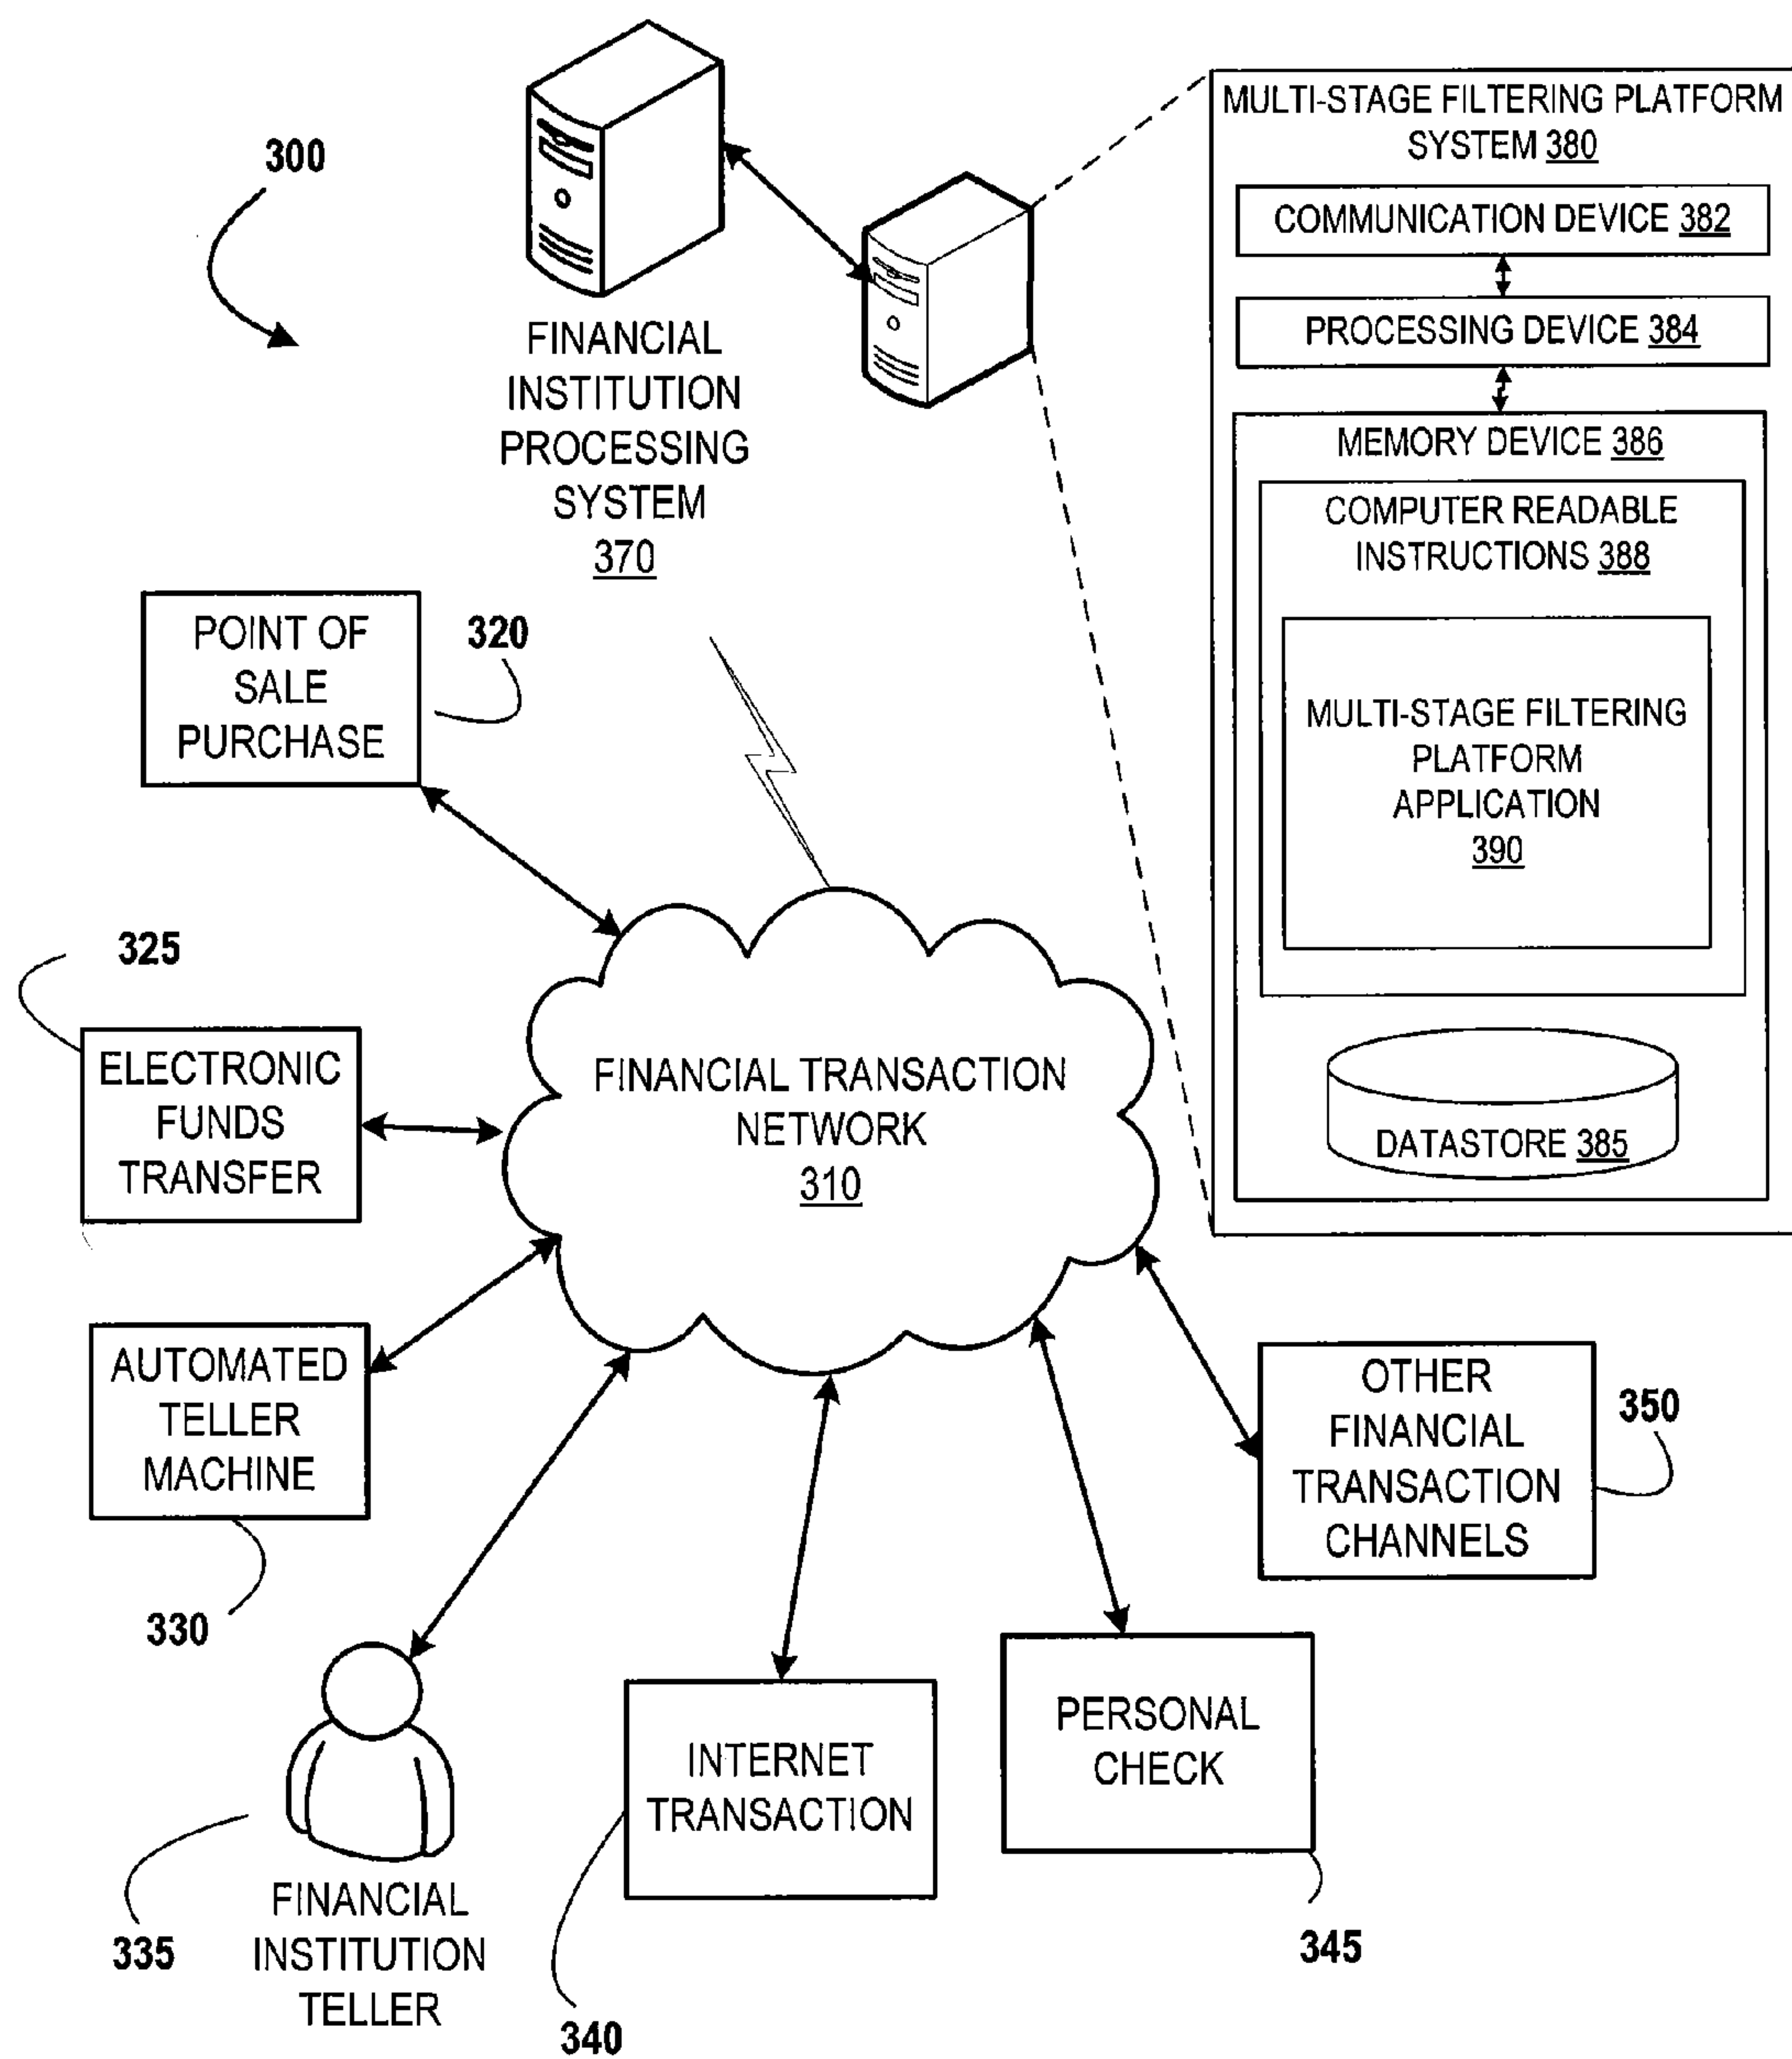 300
FINANCIAL
INSTITUTION
PROCESSING
SYSTEM
370
MULTI-STAGE FILTERING PLATFORM
SYSTEM 380
COMMUNICATION DEVICE 382
PROCESSING DEVICE 384
MEMORY DEVICE 386
COMPUTER READABLE
INSTRUCTIONS 388
MULTI-STAGE FILTERING
PLATFORM
APPLICATION
390
DATASTORE 385
POINT OF
SALE
PURCHASE
320
325
ELECTRONIC
FUNDS
TRANSFER
FINANCIAL TRANSACTION
NETWORK
310
AUTOMATED
TELLER
MACHINE
330
OTHER
FINANCIAL
TRANSACTION
CHANNELS
350
335
FINANCIAL
INSTITUTION
TELLER
INTERNET
TRANSACTION
340
PERSONAL
CHECK
345